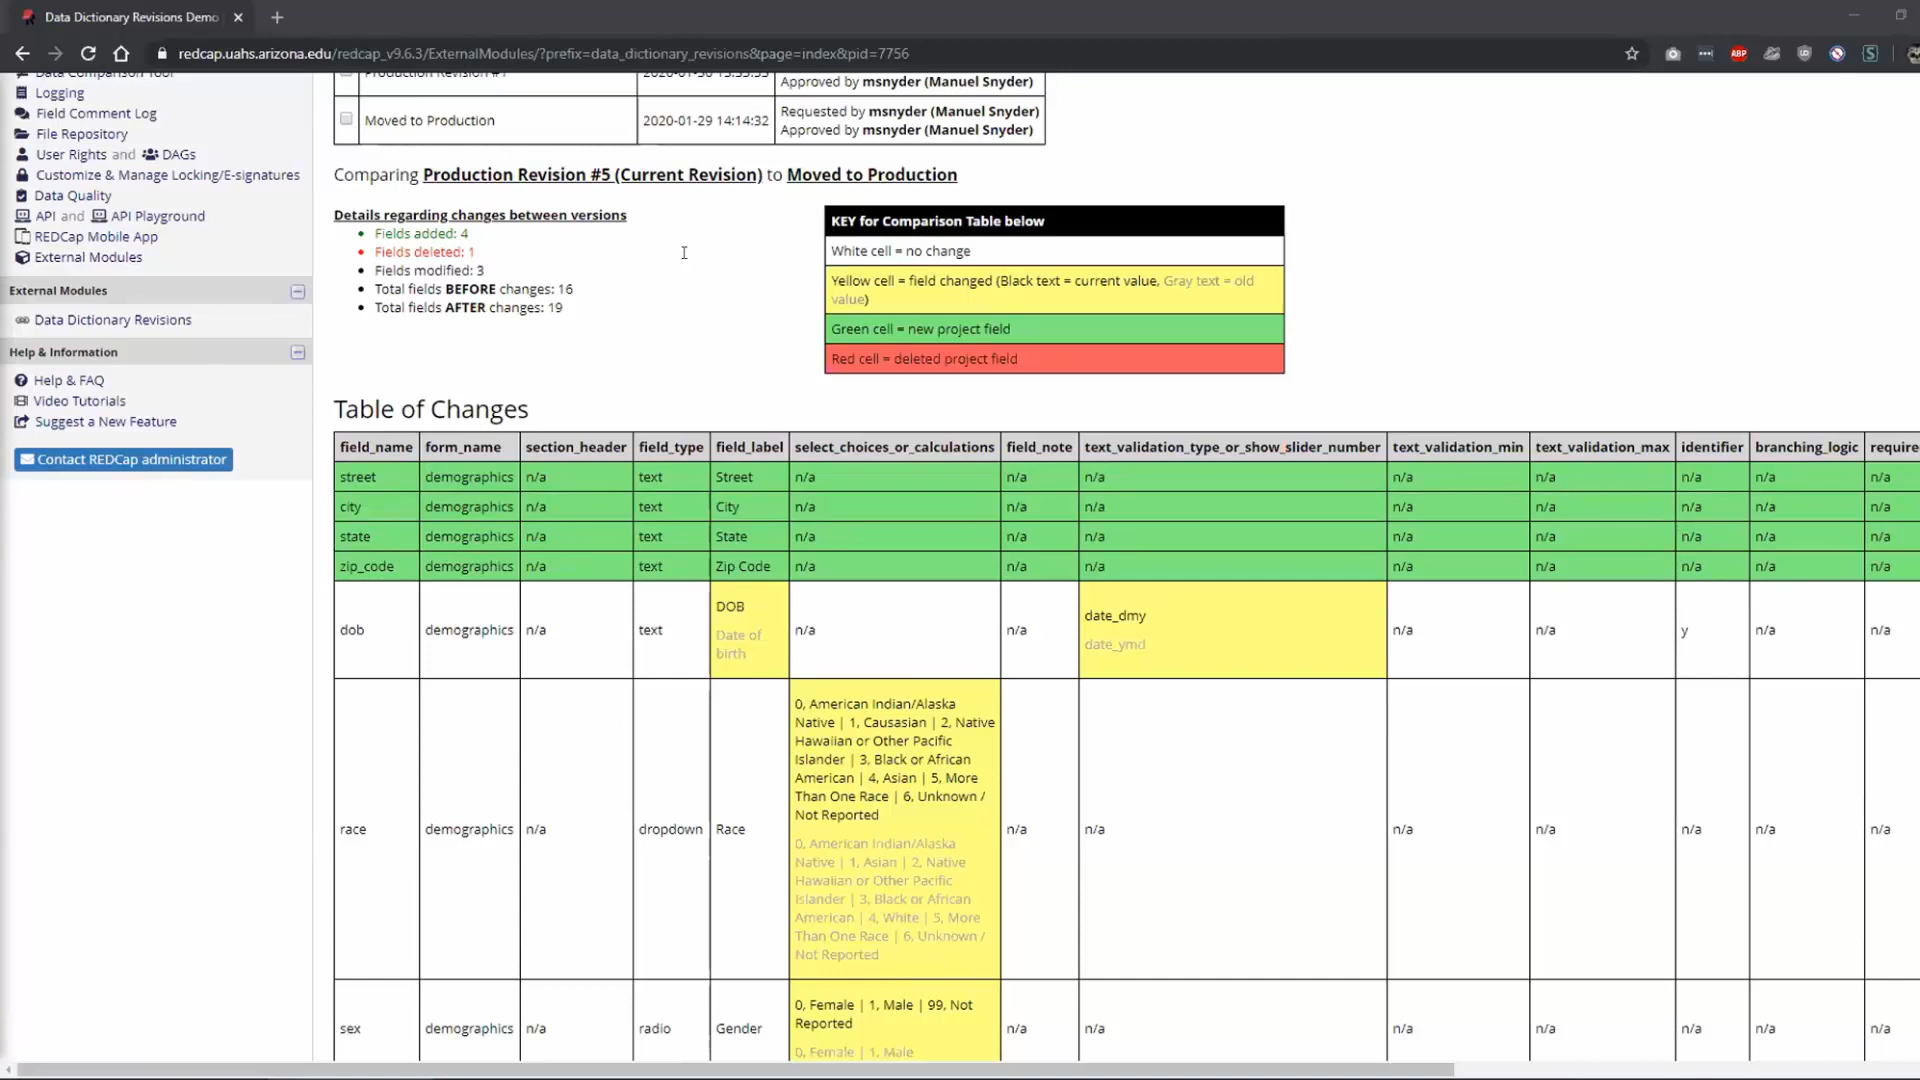 Data Dictionary Revisions Demo
redcap.uahs.arizona.edu/redcap_v9.6.3/ExternalModules/?prefix=data_dictionary_revisions&page=index&pid=7756
ABP
Data Comparison Tool
Logging
Field Comment Log
File Repository
User Rights and DAGs
Customize & Manage Locking/E-signatures
Data Quality
API and API Playground
REDCap Mobile App
External Modules
External Modules
Data Dictionary Revisions
Help & Information
Help & FAQ
Video Tutorials
Suggest a New Feature
Contact REDCap administrator
Approved by msnyder (Manuel Snyder)
Moved to Production 2020-01-29 14:14:32 Requested by msnyder (Manuel Snyder)
Approved by msnyder (Manuel Snyder)
Comparing Production Revision #5 (Current Revision) to Moved to Production
Details regarding changes between versions
Fields added: 4
Fields deleted: 1
Fields modified: 3
Total fields BEFORE changes: 16
Total fields AFTER changes: 19
KEY for Comparison Table below
White cell = no change
Yellow cell = field changed (Black text = current value, Gray text = old
value)
Green cell = new project field
Red cell = deleted project field
Table of Changes
field_name form_name section_header field_type field_label select_choices_or_calculations field_note text_validation_type_or_show_slider_number text_validation_min text_validation_max identifier branching_logic require
street demographics n/a text Street n/a n/a n/a n/a n/a n/a n/a n/a
city demographics n/a text City n/a n/a n/a n/a n/a n/a n/a n/a
state demographics n/a text State n/a n/a n/a n/a n/a n/a n/a n/a
zip_code demographics n/a text Zip Code n/a n/a n/a n/a n/a n/a n/a n/a
DOB
date_dmy
dob demographics n/a text n/a n/a n/a n/a y n/a n/a
Date of
birth
date_ymd
0, American Indian/Alaska
Native | 1, Causasian | 2, Native
Hawaiian or Other Pacific
Islander | 3, Black or African
American | 4, Asian | 5, More
Than One Race | 6, Unknown /
Not Reported
race demographics n/a dropdown Race n/a n/a n/a n/a n/a n/a n/a
0, American Indian/Alaska
Native | 1, Asian | 2, Native
Hawaiian or Other Pacific
Islander | 3, Black or African
American | 4, White | 5, More
Than One Race | 6, Unknown /
Not Reported
0, Female | 1, Male | 99, Not
Reported
sex demographics n/a radio Gender n/a n/a n/a n/a n/a n/a n/a
0, Female | 1, Male